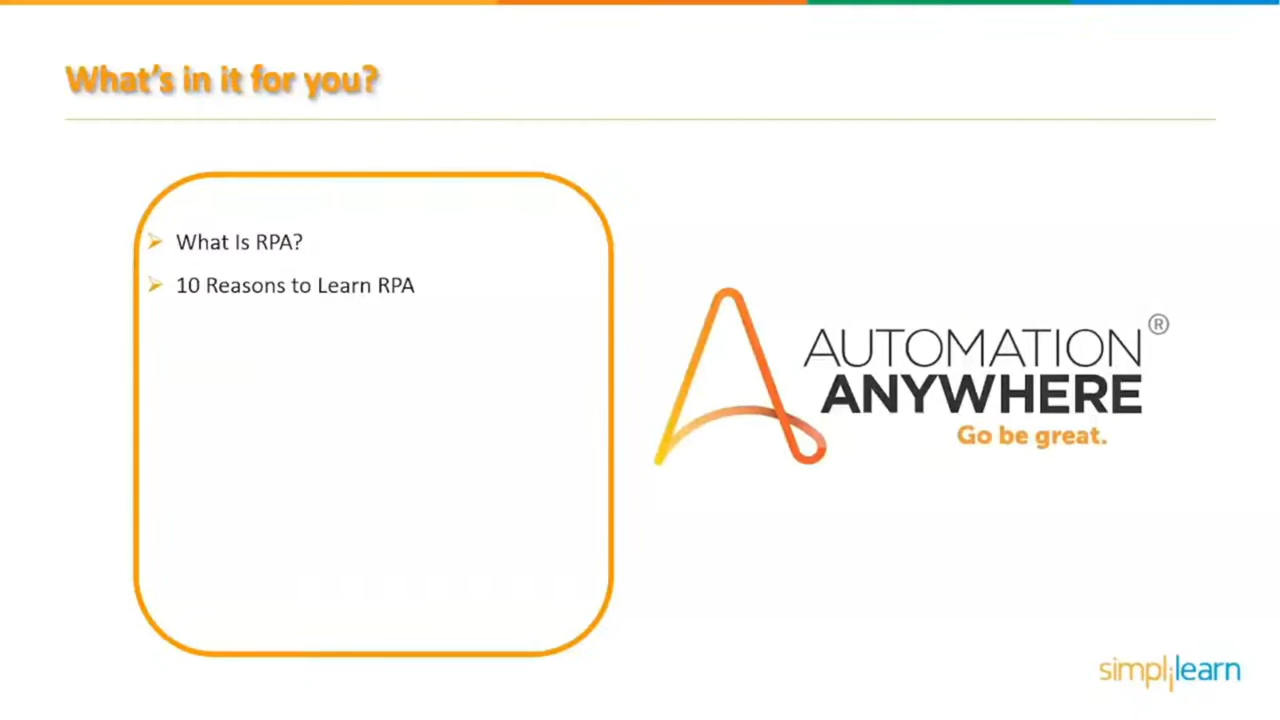 What's in it for you?
What Is RPA?
10 Reasons to Learn RPA
AUTOMATION ®
ANYWHERE
Go be great.
simplilearn